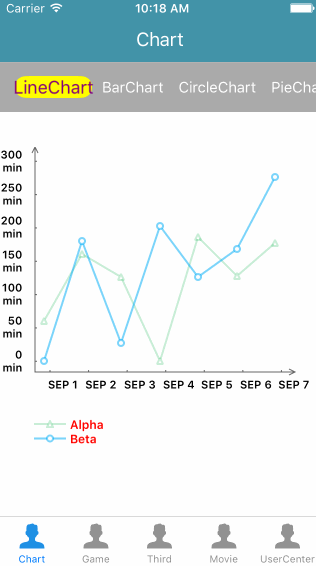 Carrier 10:18 AM
Chart
LineChart BarChart CircleChart PieCha
300
min
250
min
200
min
150
min
100
min
50
min
0
min
SEP 1 SEP 2 SEP 3 SEP 4 SEP 5 SEP 6 SEP 7
Alpha
Beta
Chart Game Third Movie UserCenter